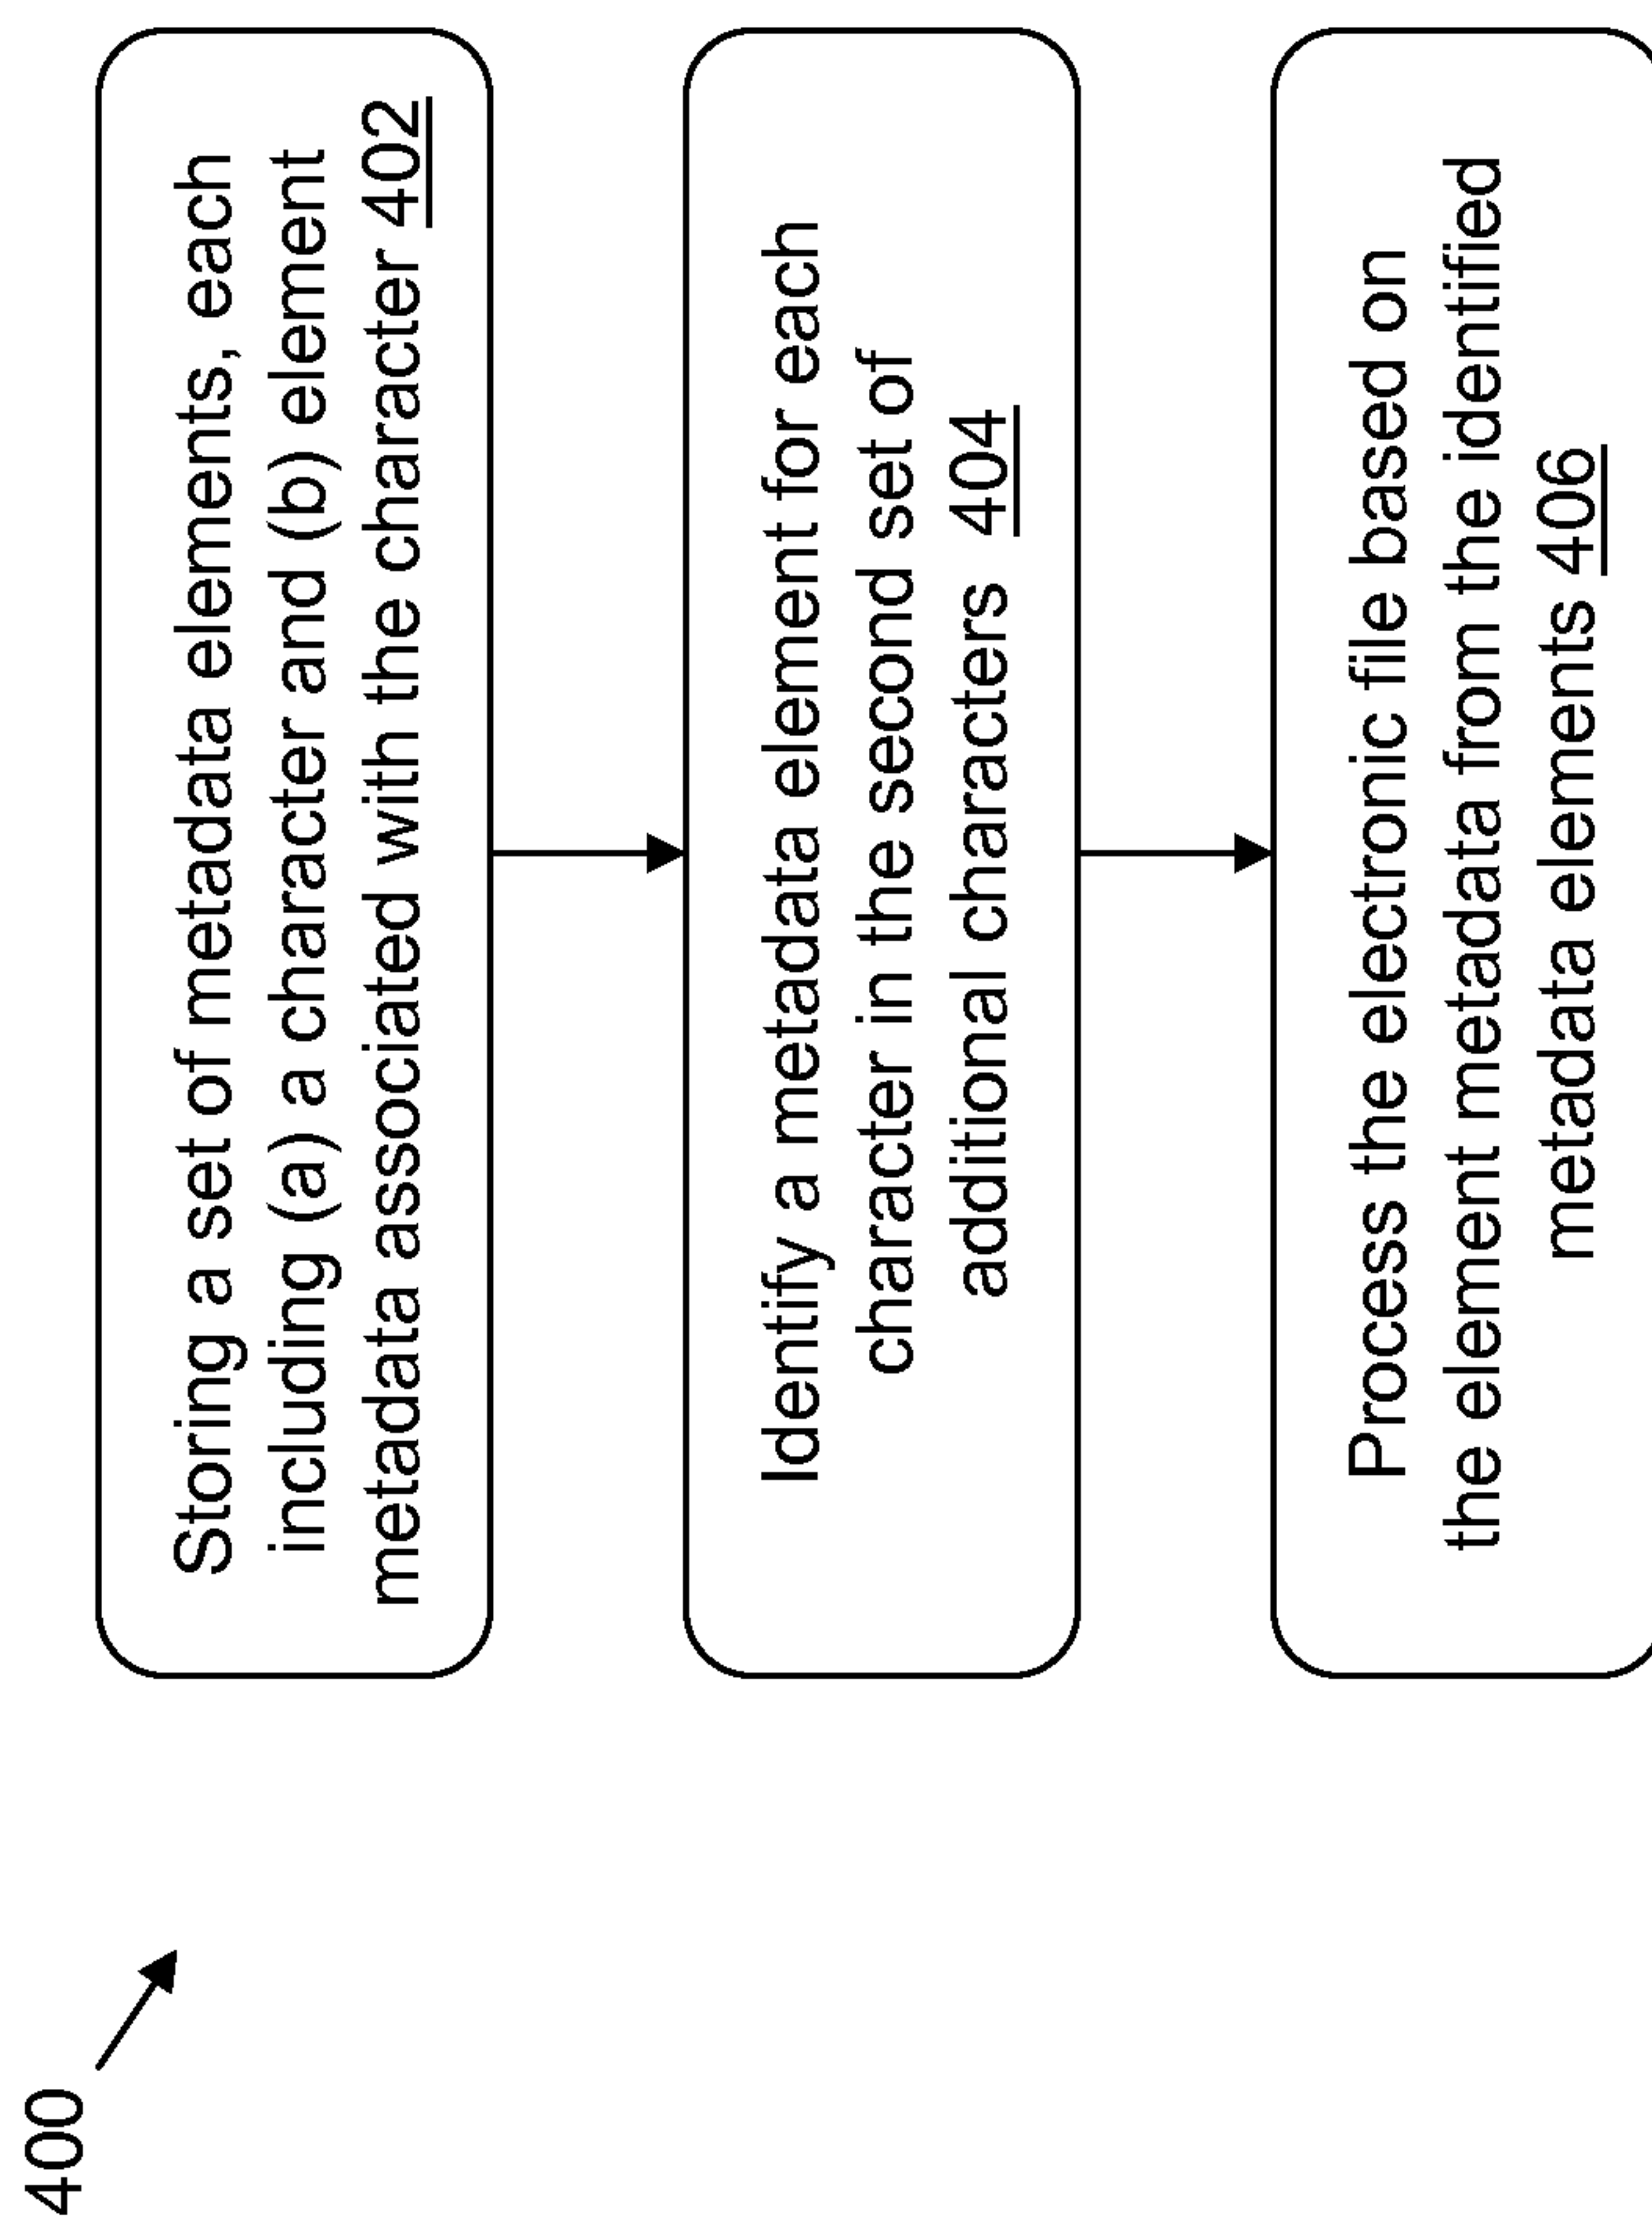 400
Storing a set of metadata elements, each
including (a) a character and (b) element
metadata associated with the character 402
Identify a metadata element for each
character in the second set of
additional characters 404
Process the electronic file based on
the element metadata from the identified
metadata elements 406